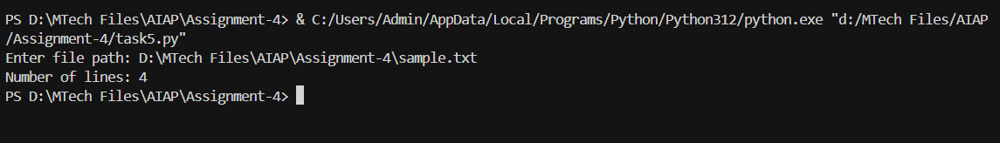 PS D:\MTech Files\AIAP\Assignment-4> & C:/Users/Admin/AppData/Local/Programs/Python/Python312/python.exe "d:/MTech Files/AIAP
/Assignment-4/task5.py"
Enter file path: D:\MTech Files\AIAP\Assignment-4\sample.txt
Number of lines: 4
PS D:\MTech Files\AIAP\Assignment-4>